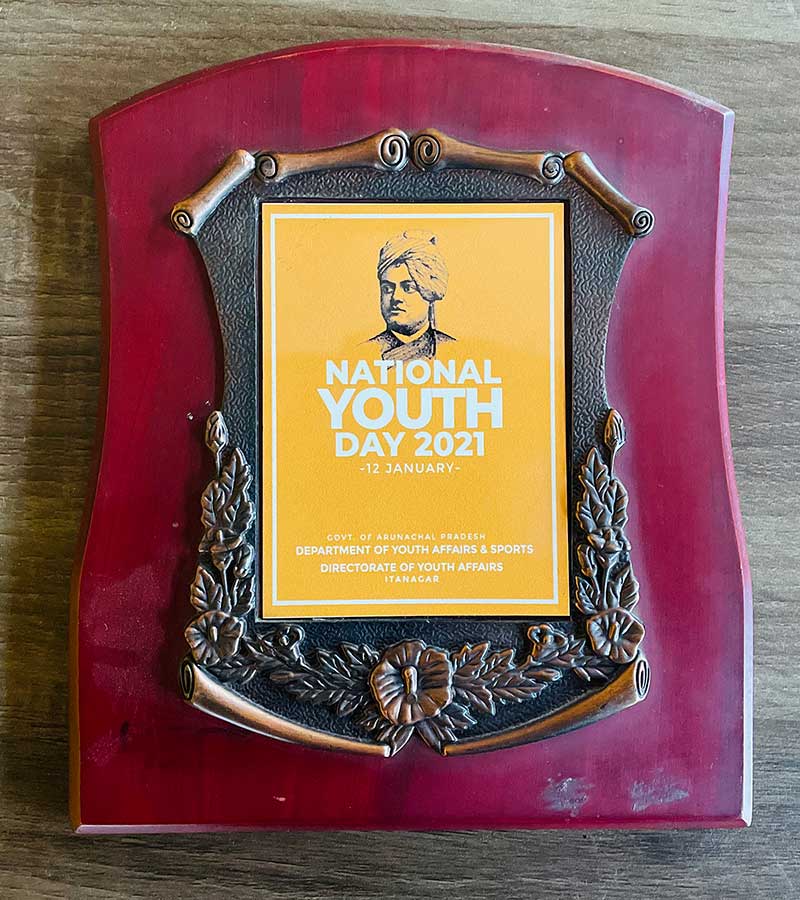 NATIONAL
YOUTH
DAY 2021
-12 JANUARY-
GOVT. OF ARUNACHAL PRADESH
DEPARTMENT OF YOUTH AFFAIRS & SPORTS
DIRECTORATE OF YOUTH AFFAIRS
ITANAGAR